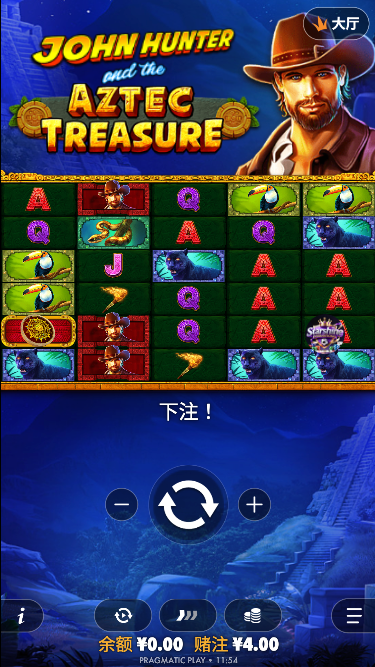 大厅
JOHN HUNTER
and the
AZTEC
TREASURE
A Q
Q A Q
J A A
Q A A
Q A A
Starshine
下注！
余额 ¥0.00 赌注 ¥4.00
PRAGMATIC PLAY • 11:54